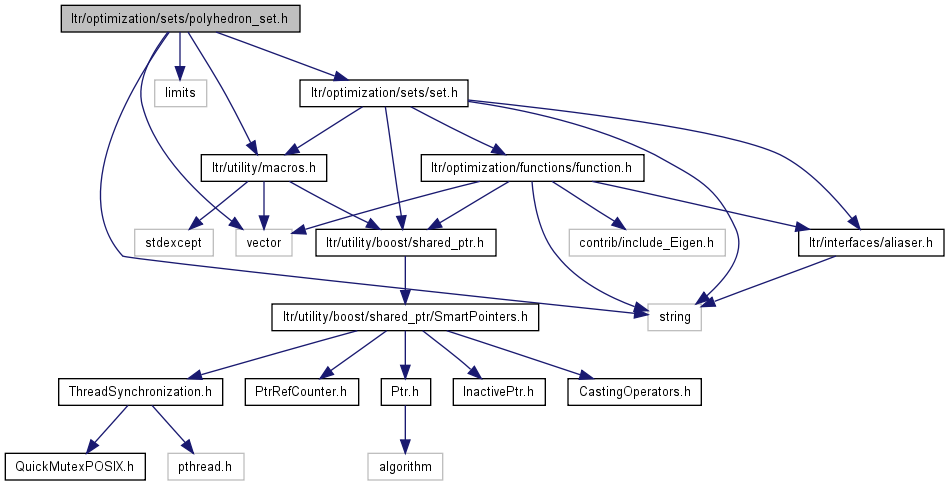 ltr/optimization/sets/polyhedron_set.h
limits
ltr/optimization/sets/set.h
ltr/utility/macros.h
ltr/optimization/functions/function.h
stdexcept
vector
ltr/utility/boost/shared_ptr.h
contrib/include_Eigen.h
ltr/interfaces/aliaser.h
ltr/utility/boost/shared_ptr/SmartPointers.h
string
ThreadSynchronization.h
PtrRefCounter.h
Ptr.h
InactivePtr.h
CastingOperators.h
QuickMutexPOSIX.h
pthread.h
algorithm